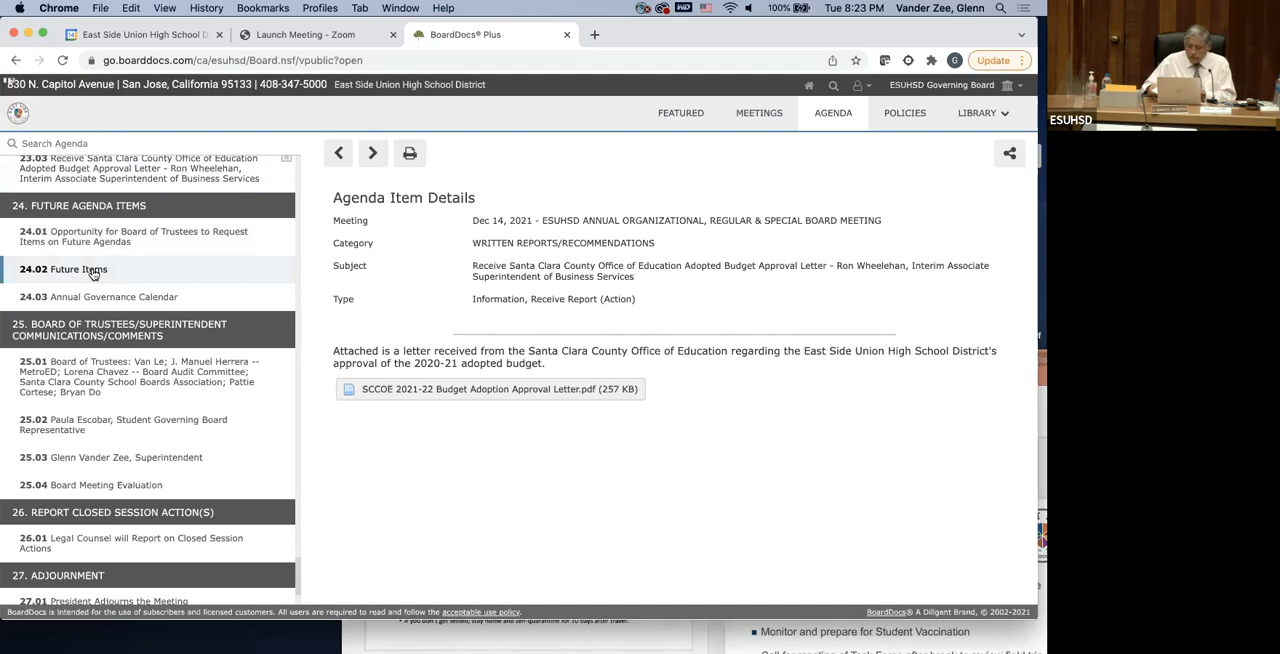 Chrome File Edit View History Bookmarks Profiles Tab Window Help 100% Tue 8:23 PM Vander Zee, Glenn
East Side Union High School D × Launch Meeting - Zoom × BoardDocs® Plus × +
go.boarddocs.com/ca/esuhsd/Board.nsf/vpublic?open G Update
830 N. Capitol Avenue | San Jose, California 95133 | 408-347-5000 East Side Union High School District ESUHSD Governing Board
FEATURED MEETINGS AGENDA POLICIES LIBRARY
ESUHSD
Search Agenda
23.03 Receive Santa Clara County Office of Education
Adopted Budget Approval Letter - Ron Wheelehan,
Interim Associate Superintendent of Business Services
24. FUTURE AGENDA ITEMS
24.01 Opportunity for Board of Trustees to Request
Items on Future Agendas
24.02 Future Items
24.03 Annual Governance Calendar
25. BOARD OF TRUSTEES/SUPERINTENDENT
COMMUNICATIONS/COMMENTS
25.01 Board of Trustees: Van Le; J. Manuel Herrera --
MetroED; Lorena Chavez -- Board Audit Committee;
Santa Clara County School Boards Association; Pattie
Cortese; Bryan Do
25.02 Paula Escobar, Student Governing Board
Representative
25.03 Glenn Vander Zee, Superintendent
25.04 Board Meeting Evaluation
26. REPORT CLOSED SESSION ACTION(S)
26.01 Legal Counsel will Report on Closed Session
Actions
27. ADJOURNMENT
27.01 President Adjourns the Meeting
Agenda Item Details
Meeting Dec 14, 2021 - ESUHSD ANNUAL ORGANIZATIONAL, REGULAR & SPECIAL BOARD MEETING
Category WRITTEN REPORTS/RECOMMENDATIONS
Subject Receive Santa Clara County Office of Education Adopted Budget Approval Letter - Ron Wheelehan, Interim Associate
Superintendent of Business Services
Type Information, Receive Report (Action)
Attached is a letter received from the Santa Clara County Office of Education regarding the East Side Union High School District's
approval of the 2020-21 adopted budget.
SCCOE 2021-22 Budget Adoption Approval Letter.pdf (257 KB)
BoardDocs is intended for the use of subscribers and licensed customers. All users are required to read and follow the acceptable use policy. BoardDocs® A Diligent Brand, © 2002-2021
• If you don't get tested, stay home and self-quarantine for 10 days after travel.
Monitor and prepare for Student Vaccination